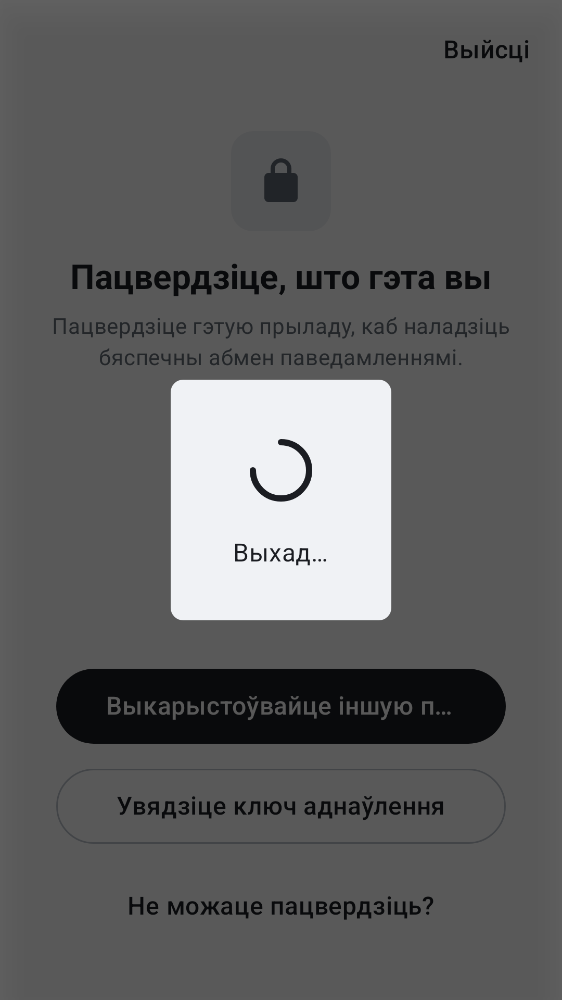 Выйсці
Пацвердзіце, што гэта вы
Пацвердзіце гэтую прыладу, каб наладзіць
бяспечны абмен паведамленнямі.
Выхад…
Выкарыстоўвайце іншую п…
Увядзіце ключ аднаўлення
Не можаце пацвердзіць?